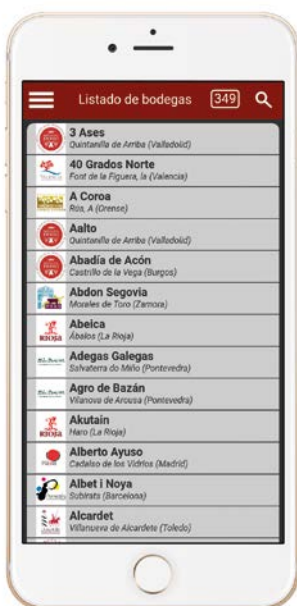 Listado de bodegas 349
3 Ases
Quintanilla de Arriba (Valladolid)
40 Grados Norte
Font de la Figuera, la (Valencia)
A Coroa
Rúa, A (Orense)
Aalto
Quintanilla de Arriba (Valladolid)
Abadía de Acón
Castrillo de la Vega (Burgos)
Abdon Segovia
Morales de Toro (Zamora)
Abeica
RIOJA
Ábalos (La Rioja)
Adegas Galegas
Salvaterra do Miño (Pontevedra)
Agro de Bazán
Vilanova de Arousa (Pontevedra)
Akutain
RIOJA
Haro (La Rioja)
Alberto Ayuso
Cadalso de los Vidrios (Madrid)
Albet i Noya
Subirats (Barcelona)
Alcardet
Villanueva de Alcardete (Toledo)